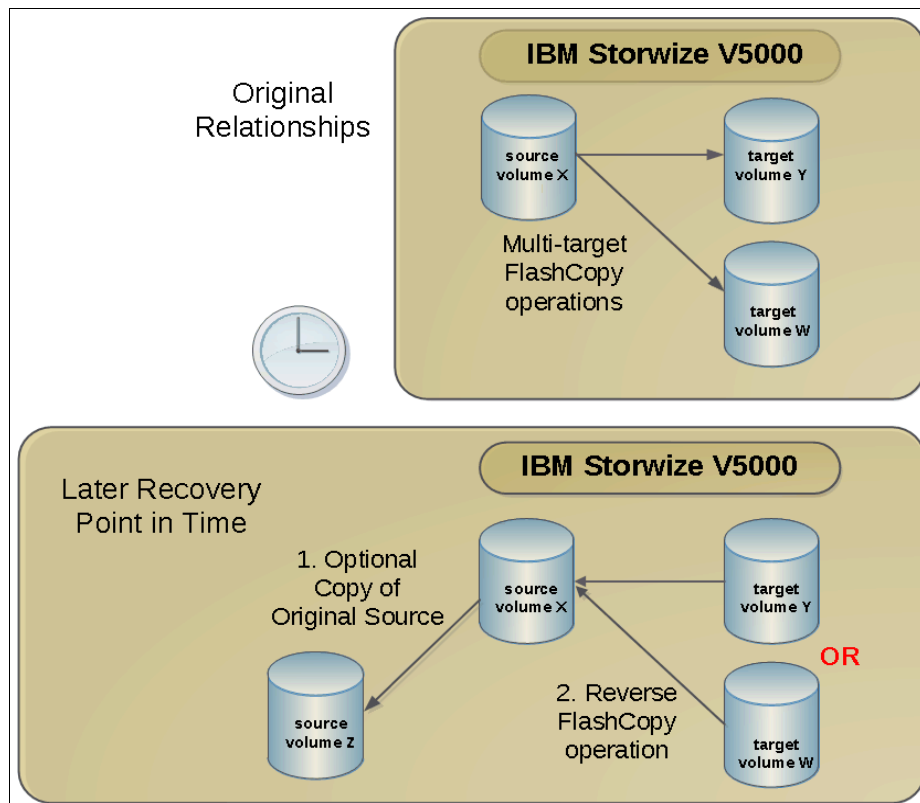 IBM Storwize V5000
Original
Relationships
source
volume X
target
volume Y
Multi-target
FlashCopy
operations
target
volume W
IBM Storwize V5000
Later Recovery
Point in Time
1. Optional
Copy of
Original Source
source
volume X
target
volume Y
OR
source
volume Z
2. Reverse
FlashCopy
operation
target
volume W